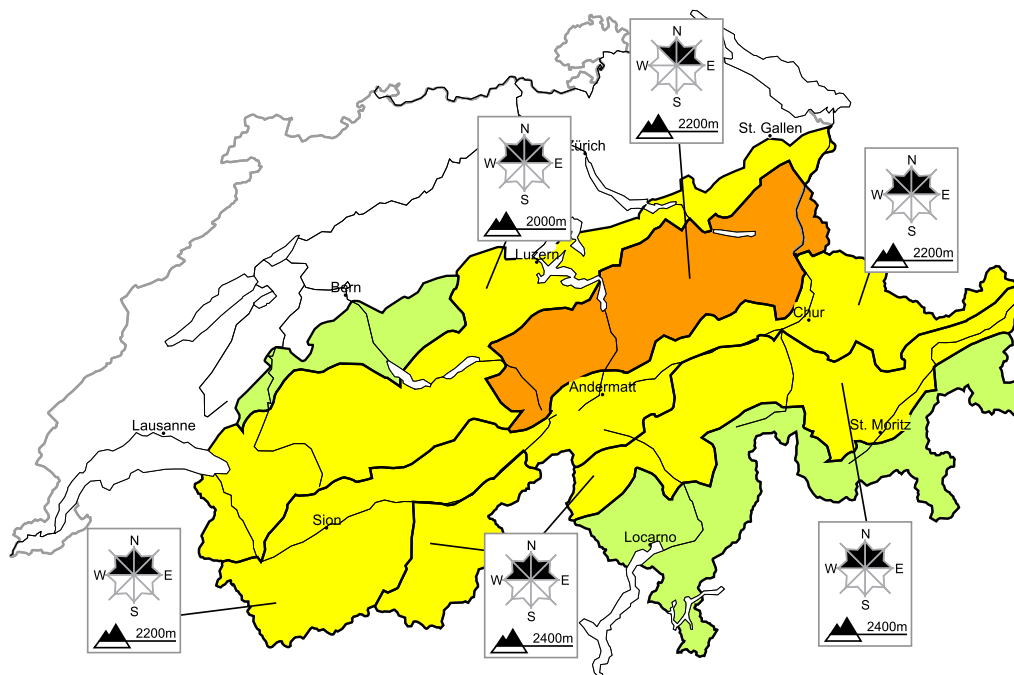 N
W E
S
2200m
N
W E
S
2000m
Zürich
St. Gallen
N
W E
S
2200m
Luzern
Bern
Chur
Andermatt
Lausanne
St. Moritz
Sion
Locarno
N
W E
S
2200m
N
W E
S
2400m
N
W E
S
2400m